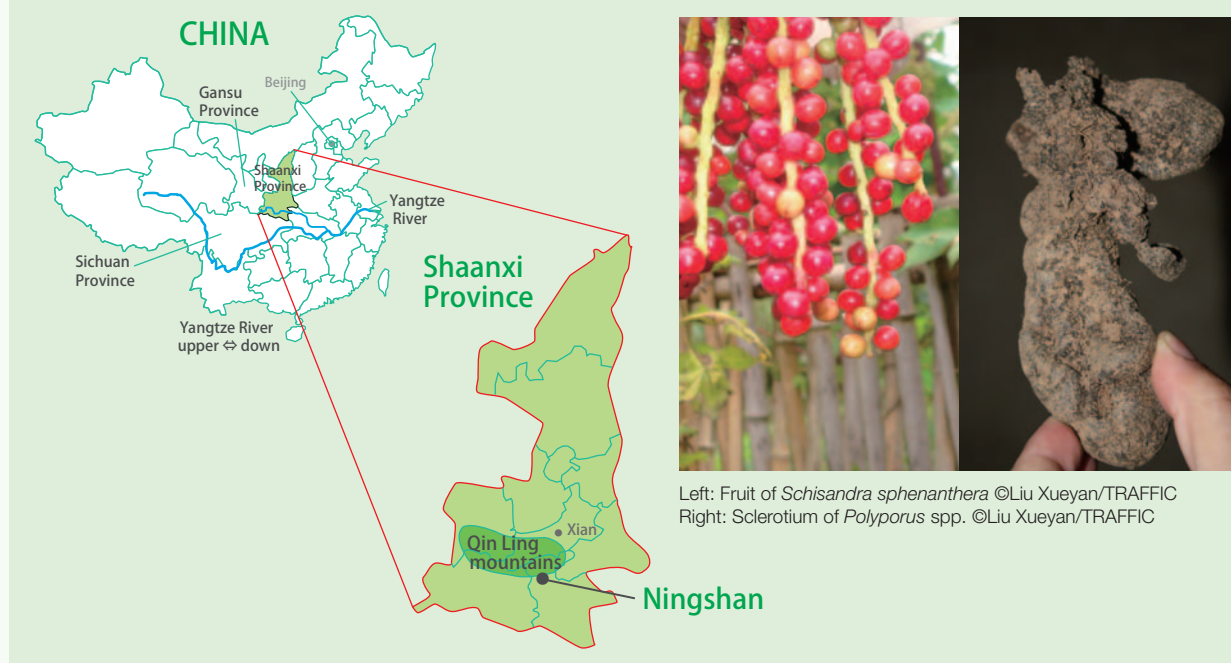 CHINA
Gansu
Province
Beijing
Shaanxi
Province
Yangtze
River
Sichuan
Province
Yangtze River
upper ⇔ down
Shaanxi
Province
Xian
Qin Ling
mountains
Ningshan
Left: Fruit of Schisandra sphenanthera ©Liu Xueyan/TRAFFIC
Right: Sclerotium of Polyporus spp. ©Liu Xueyan/TRAFFIC